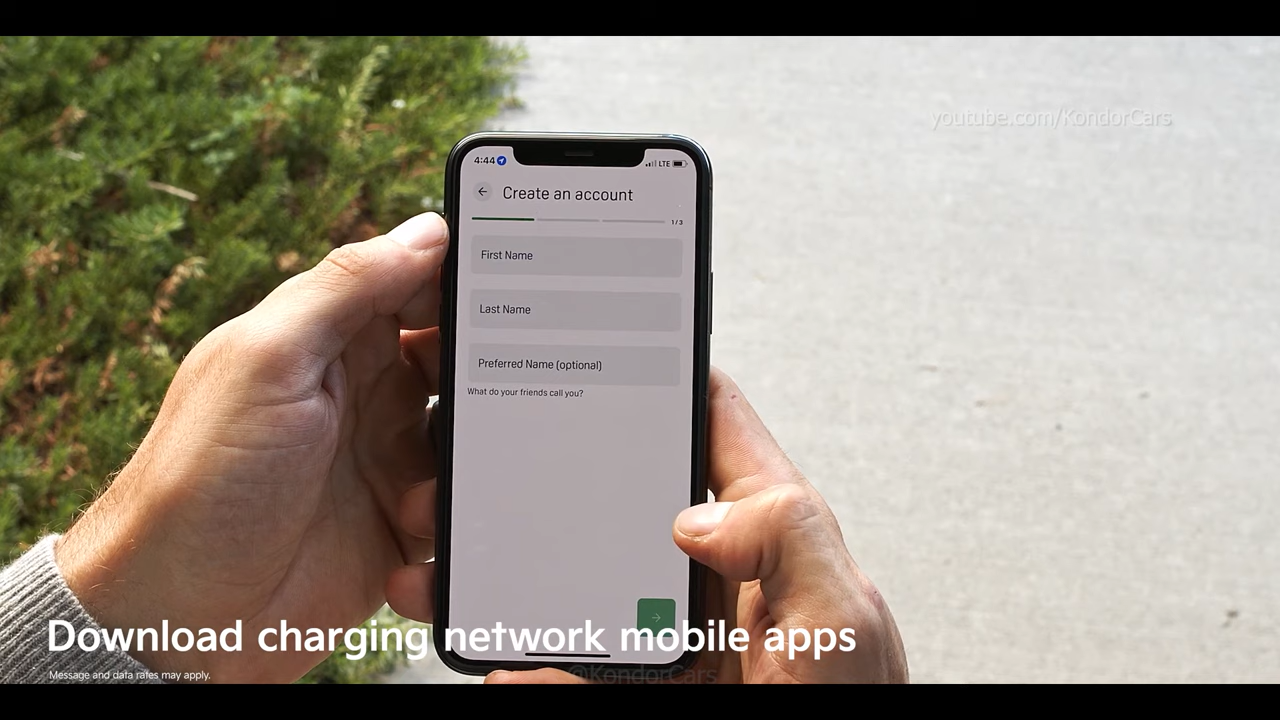 youtube.com/KondorCars
4:44
LTE
Create an account
1/3
First Name
Last Name
Preferred Name (optional)
What do your friends call you?
Download charging network mobile apps
Message and data rates may apply.
@KondorCars